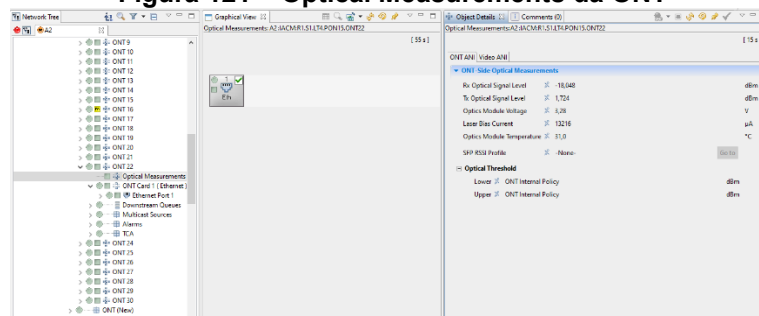 Figura 121 – Optical Measurements da ONT
Network Tree
A2
ONT 9
ONT 10
ONT 11
ONT 12
ONT 13
ONT 14
ONT 15
ONT 16
ONT 17
ONT 18
ONT 19
ONT 20
ONT 21
ONT 22
Optical Measurements
ONT Card 1 ( Ethernet )
Ethernet Port 1
Downstream Queues
Multicast Sources
Alarms
TCA
ONT 24
ONT 25
ONT 26
ONT 27
ONT 28
ONT 29
ONT 30
ONT (New)
Graphical View
Optical Measurements:A2:IACM:R1.S1.LT4.PON15.ONT22
[ 55 s ]
1
Eth
Object Details Comments (0)
Optical Measurements:A2:IACM:R1.S1.LT4.PON15.ONT22
[ 15 s
ONT ANI Video ANI
ONT-Side Optical Measurements
Rx Optical Signal Level -18,048 dBm
Tx Optical Signal Level 1,724 dBm
Optics Module Voltage 3,28 V
Laser Bias Current 13216 µA
Optics Module Temperature 31,0 °C
SFP RSSI Profile -None- Go to
Optical Threshold
Lower ONT Internal Policy dBm
Upper ONT Internal Policy dBm